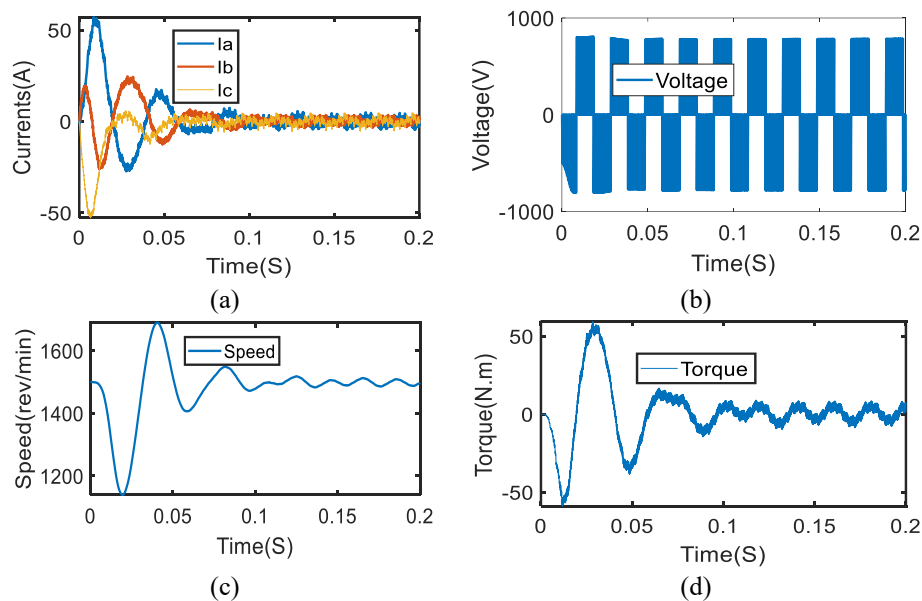 Currents(A)
50
0
-50
Ia
Ib
Ic
0
0.05
0.1
0.15
0.2
Time(S)
(a)
Voltage(V)
1000
0
-1000
Voltage
0
0.05
0.1
0.15
0.2
Time(S)
(b)
Speed(rev/min)
1600
1400
1200
Speed
0
0.05
0.1
0.15
0.2
Time(S)
(c)
Torque(N.m)
50
0
-50
Torque
0
0.05
0.1
0.15
0.2
Time(S)
(d)